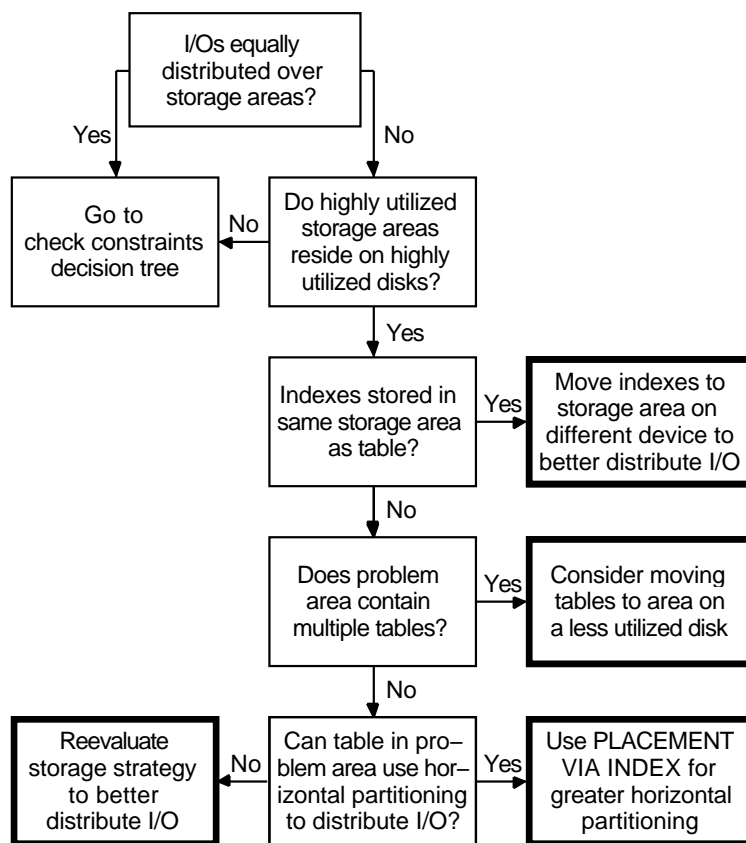 I/Os equally
distributed over
storage areas?
Yes
No
Go to
check constraints
decision tree
No
Do highly utilized
storage areas
reside on highly
utilized disks?
Yes
Indexes stored in
same storage area
as table?
Yes
Move indexes to
storage area on
different device to
better distribute I/O
No
Does problem
area contain
multiple tables?
Yes
Consider moving
tables to area on
a less utilized disk
No
Reevaluate
storage strategy
to better
distribute I/O
No
Can table in pro–
blem area use hor–
izontal partitioning
to distribute I/O?
Yes
Use PLACEMENT
VIA INDEX for
greater horizontal
partitioning